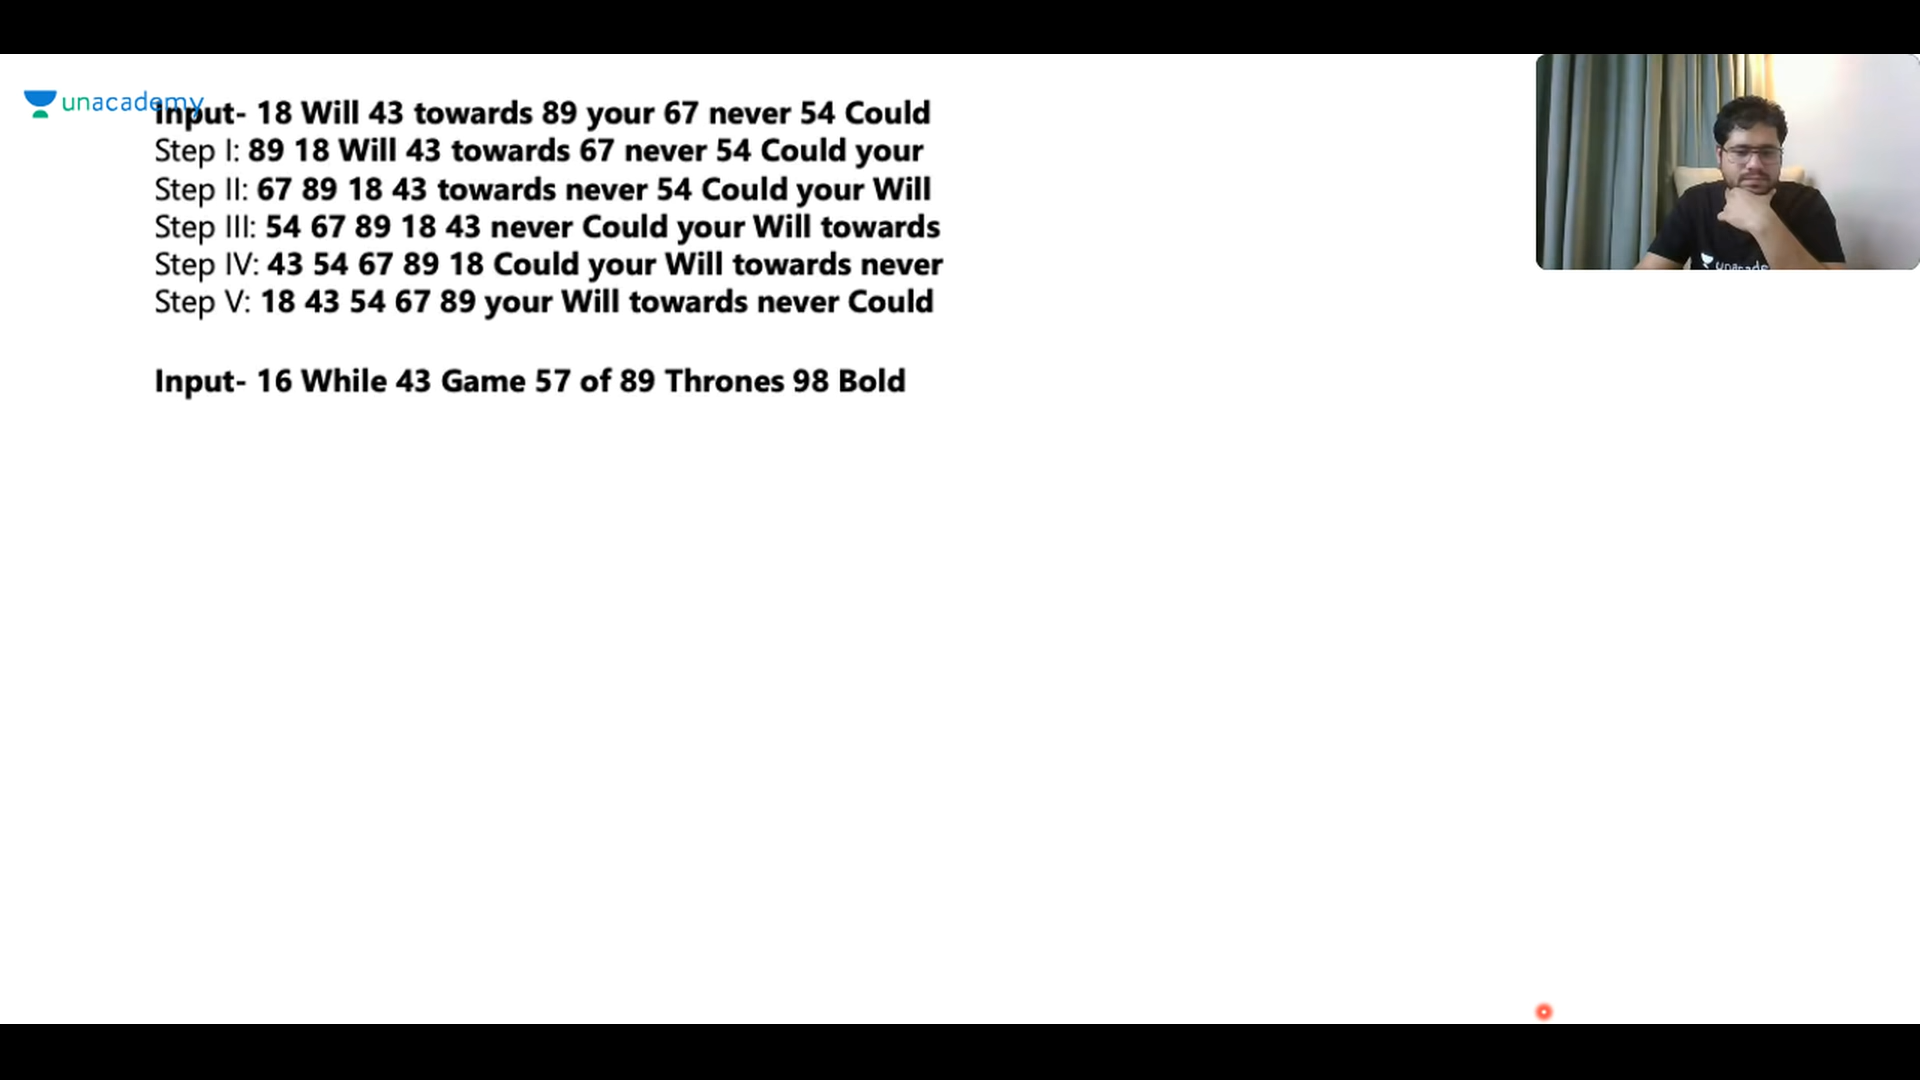 unacademy
Input- 18 Will 43 towards 89 your 67 never 54 Could
Step I: 89 18 Will 43 towards 67 never 54 Could your
Step II: 67 89 18 43 towards never 54 Could your Will
Step III: 54 67 89 18 43 never Could your Will towards
Step IV: 43 54 67 89 18 Could your Will towards never
Step V: 18 43 54 67 89 your Will towards never Could
Input- 16 While 43 Game 57 of 89 Thrones 98 Bold